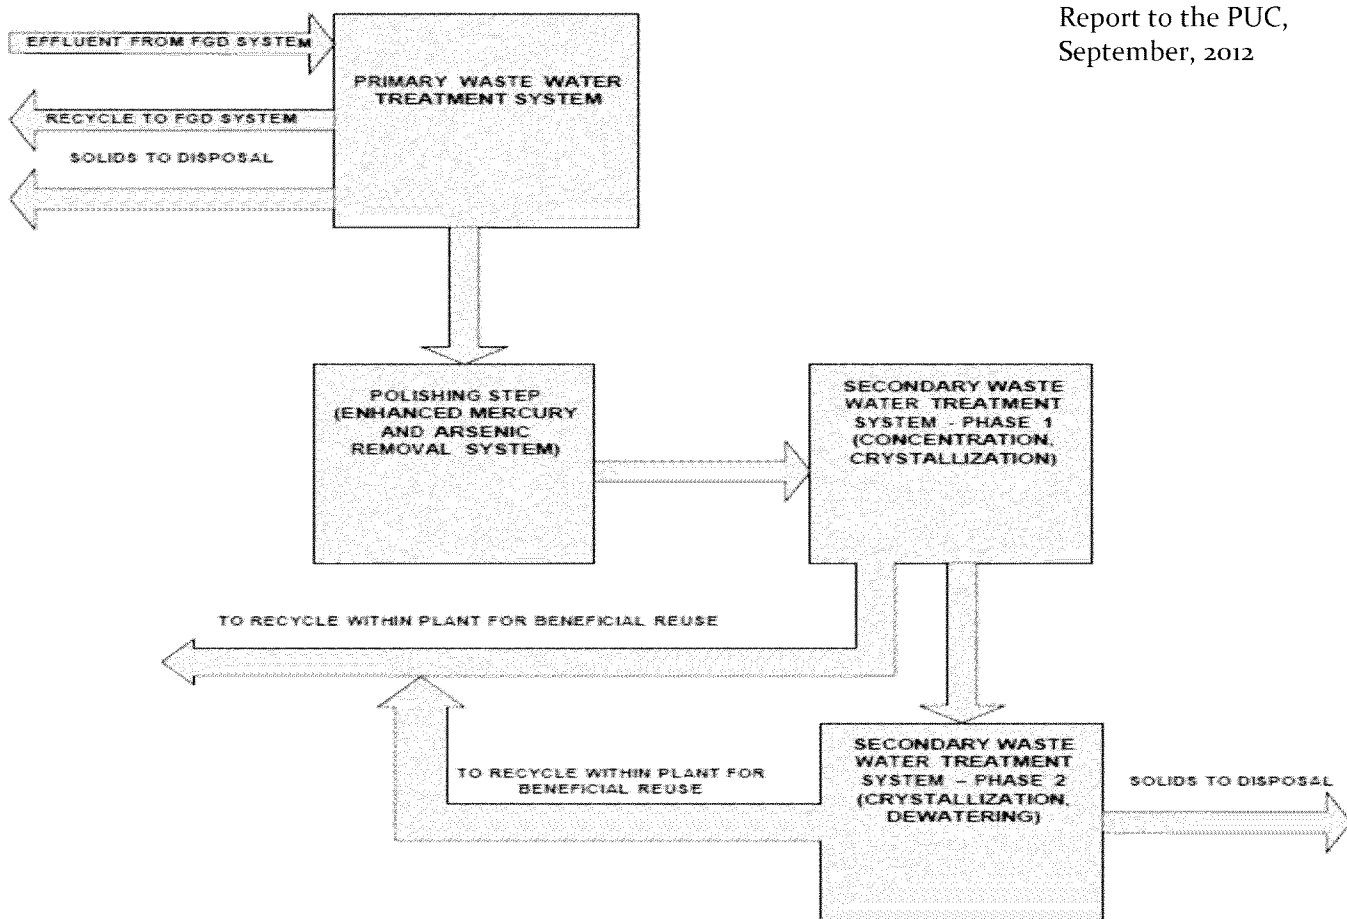 Report to the PUC,
September, 2012
EFFLUENT FROM FGD SYSTEM
PRIMARY WASTE WATER
TREATMENT SYSTEM
RECYCLE TO FGD SYSTEM
SOLIDS TO DISPOSAL
POLISHING STEP
(ENHANCED MERCURY
AND ARSENIC
REMOVAL SYSTEM)
SECONDARY WASTE
WATER TREATMENT
SYSTEM - PHASE 1
(CONCENTRATION,
CRYSTALLIZATION)
TO RECYCLE WITHIN PLANT FOR BENEFICIAL REUSE
TO RECYCLE WITHIN PLANT FOR
BENEFICIAL REUSE
SECONDARY WASTE
WATER TREATMENT
SYSTEM – PHASE 2
(CRYSTALLIZATION,
DEWATERING)
SOLIDS TO DISPOSAL